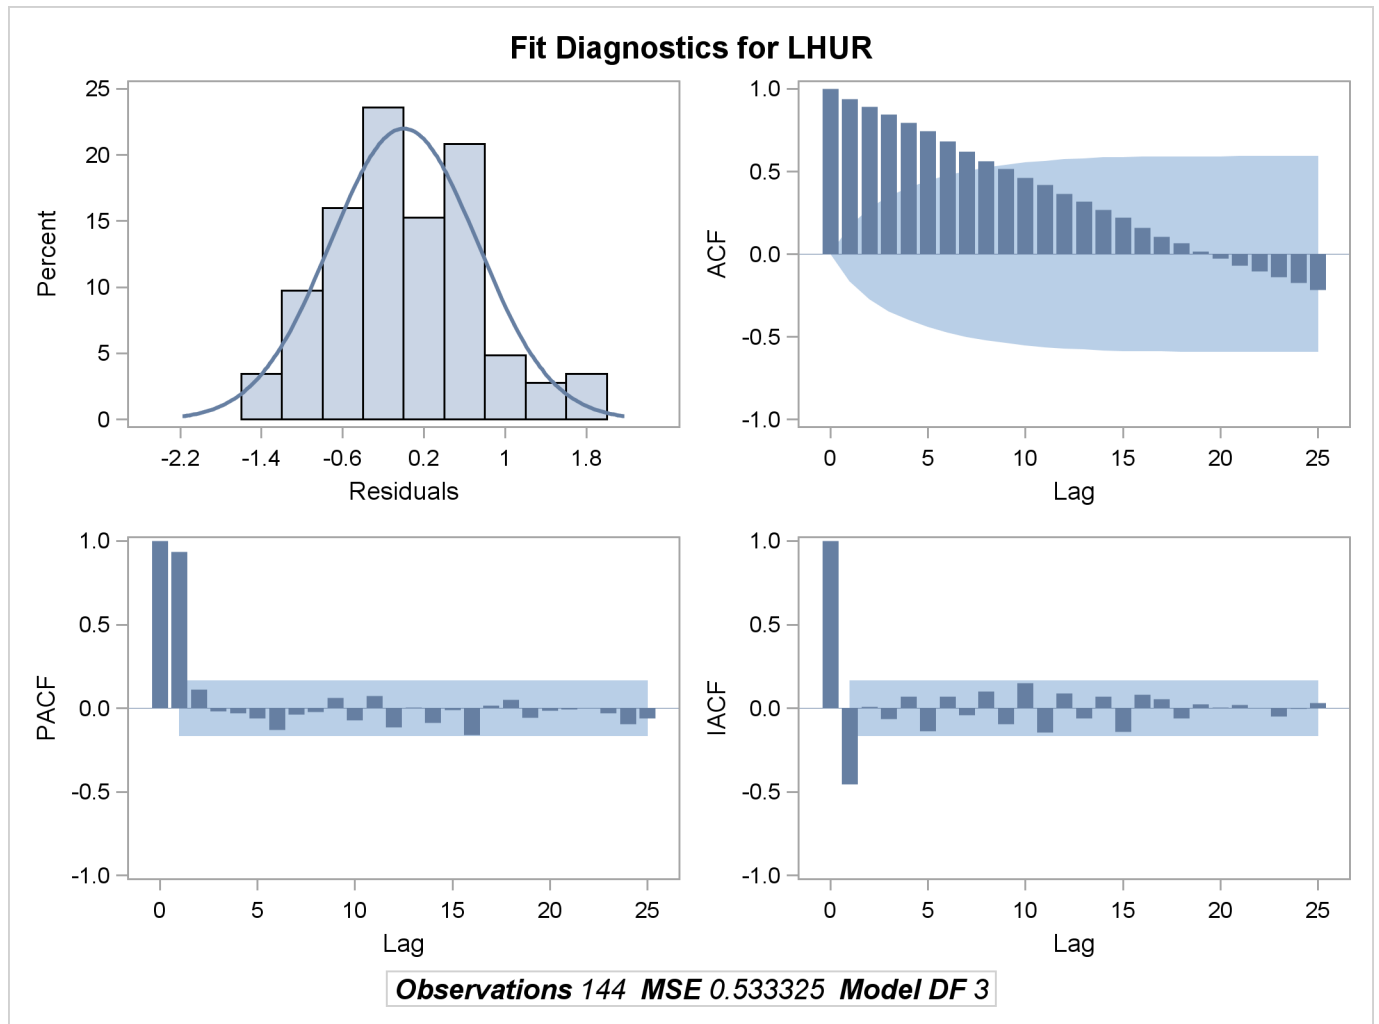 Fit Diagnostics for LHUR
25
20
15
10
5
0
Percent
-2.2 -1.4 -0.6 0.2 1 1.8
Residuals
1.0
0.5
0.0
-0.5
-1.0
ACF
0 5 10 15 20 25
Lag
1.0
0.5
0.0
-0.5
-1.0
PACF
0 5 10 15 20 25
Lag
1.0
0.5
0.0
-0.5
-1.0
IACF
0 5 10 15 20 25
Lag
Observations 144 MSE 0.533325 Model DF 3